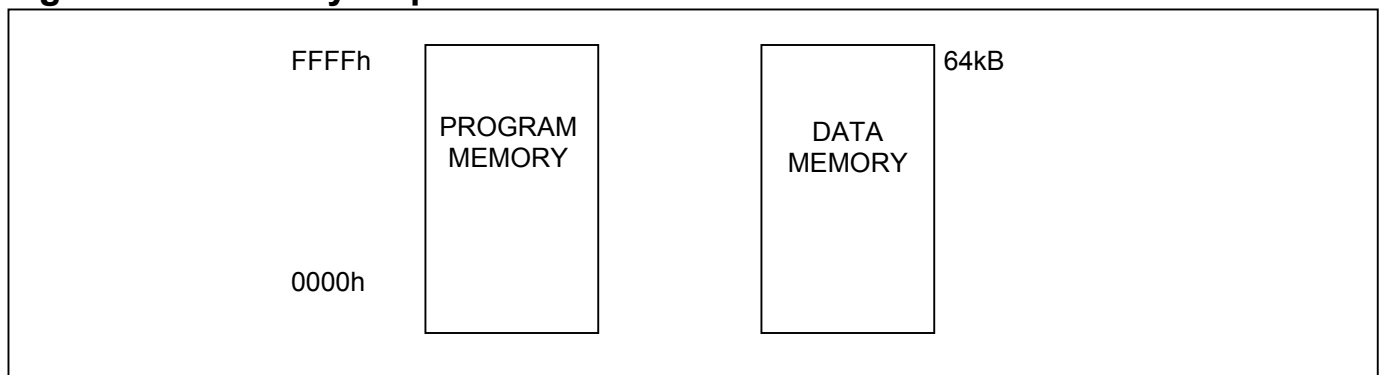 FFFFh
PROGRAM
MEMORY
DATA
MEMORY
64kB
0000h